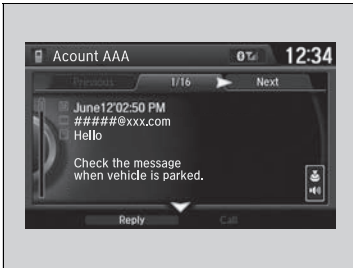 Acount AAA
12:34
Previous
1/16
Next
June12'02:50 PM
#####@xxx.com
Hello
Check the message
when vehicle is parked.
Reply
Call